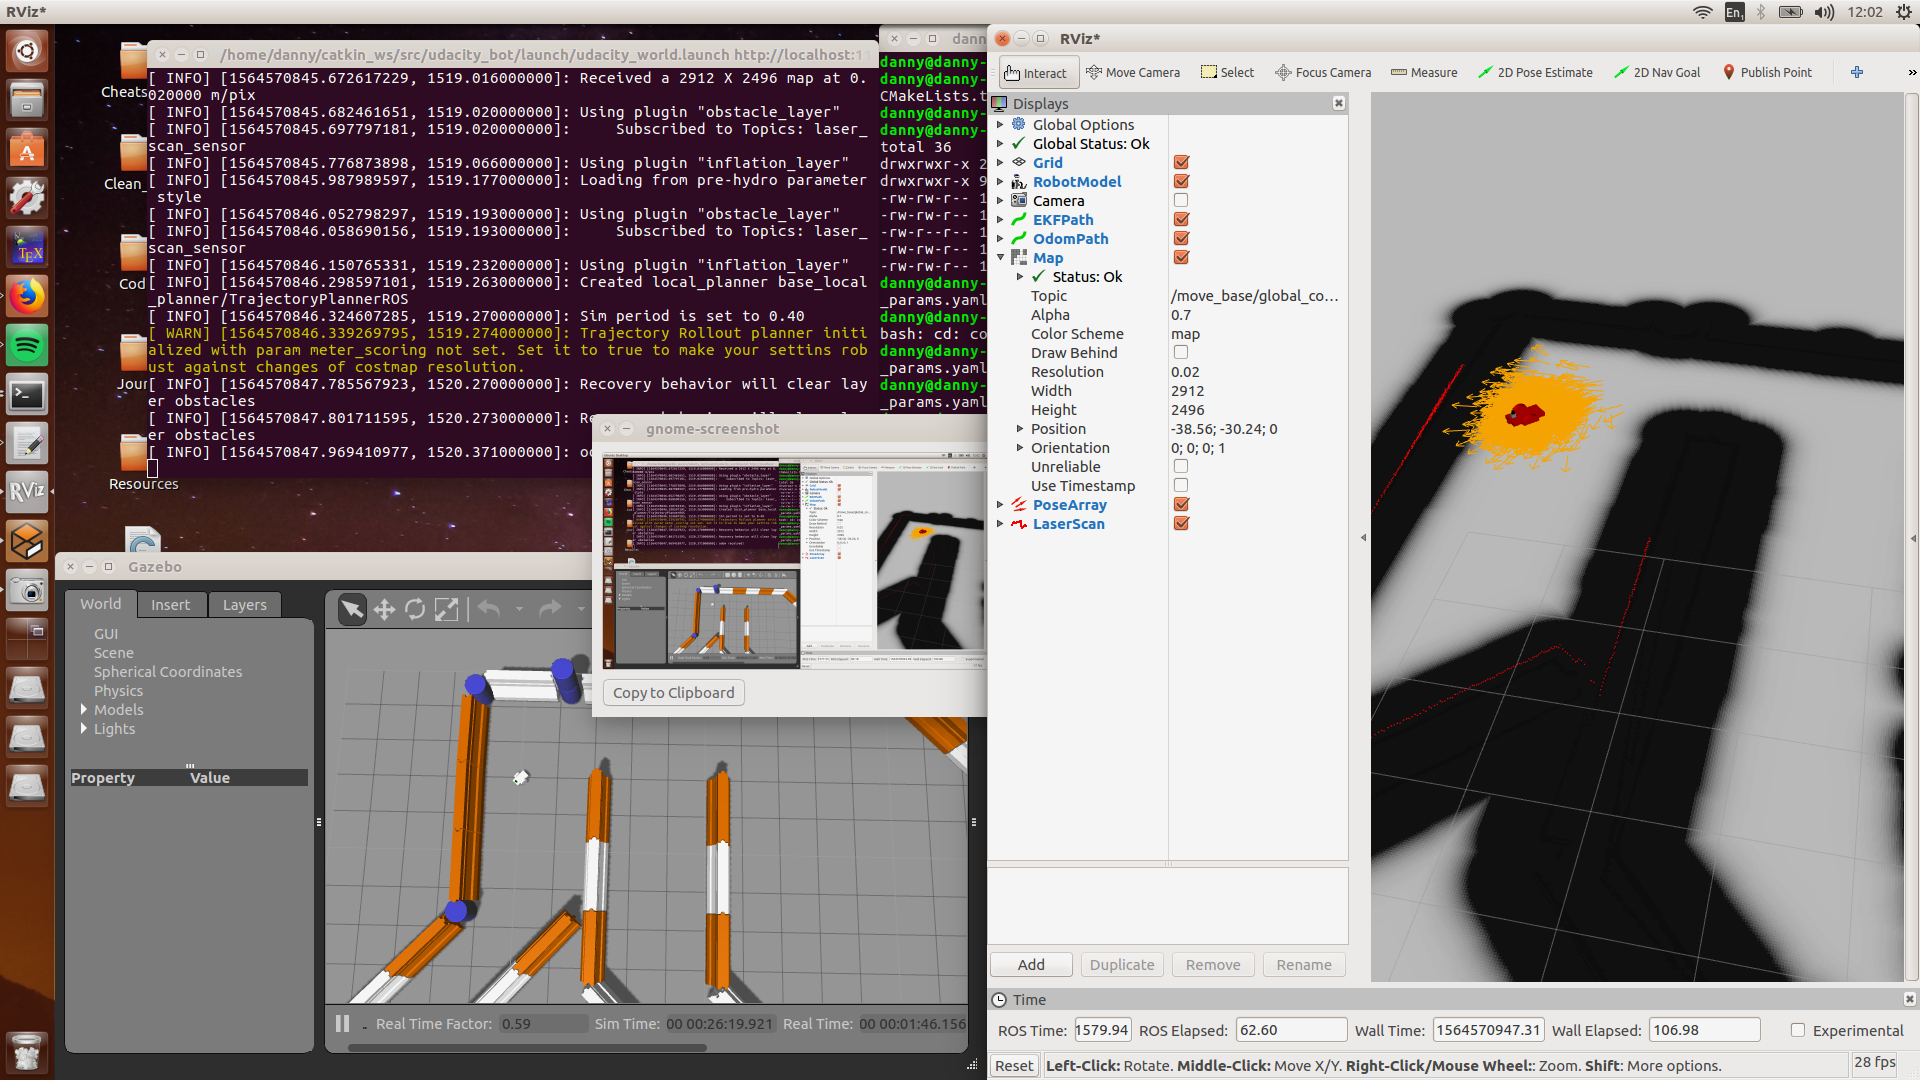 RViz*
En1
12:02
/home/danny/catkin_ws/src/udacity_bot/launch/udacity_world.launch http://localhost:1
[ INFO] [1564570845.672617229, 1519.016000000]: Received a 2912 X 2496 map at 0.
020000 m/pix
[ INFO] [1564570845.682461651, 1519.020000000]: Using plugin "obstacle_layer"
[ INFO] [1564570845.697797181, 1519.020000000]:     Subscribed to Topics: laser_
scan_sensor
[ INFO] [1564570845.776873898, 1519.066000000]: Using plugin "inflation_layer"
[ INFO] [1564570845.987989597, 1519.177000000]: Loading from pre-hydro parameter
style
[ INFO] [1564570846.052798297, 1519.193000000]: Using plugin "obstacle_layer"
[ INFO] [1564570846.058690156, 1519.193000000]:     Subscribed to Topics: laser_
scan_sensor
[ INFO] [1564570846.150765331, 1519.232000000]: Using plugin "inflation_layer"
[ INFO] [1564570846.298597101, 1519.263000000]: Created local_planner base_local
_planner/TrajectoryPlannerROS
[ INFO] [1564570846.324607285, 1519.270000000]: Sim period is set to 0.40
[ WARN] [1564570846.339269795, 1519.274000000]: Trajectory Rollout planner initi
alized with param meter_scoring not set. Set it to true to make your settins rob
ust against changes of costmap resolution.
[ INFO] [1564570847.785567923, 1520.270000000]: Recovery behavior will clear lay
er obstacles
[ INFO] [1564570847.801711595, 1520.273000000]: Re
er obstacles
[ INFO] [1564570847.969410977, 1520.371000000]: od
Cheats
Clean_
Cod
Jour
Resources
dann
danny@danny-
danny@danny-
CMakeLists.t
danny@danny-
danny@danny-
total 36
drwxrwxr-x 2
drwxrwxr-x 9
-rw-rw-r-- 1
-rw-rw-r-- 1
-rw-r--r-- 1
-rw-rw-r-- 1
-rw-rw-r-- 1
danny@danny-
_params.yaml
danny@danny-
bash: cd: co
danny@danny-
_params.yaml
danny@danny-
_params.yaml
gnome-screenshot
Copy to Clipboard
Gazebo
World
Insert
Layers
GUI
Scene
Spherical Coordinates
Physics
Models
Lights
Property Value
Real Time Factor: 0.59 Sim Time: 00 00:26:19.921 Real Time: 00 00:01:46.156
RViz*
Interact
Move Camera
Select
Focus Camera
Measure
2D Pose Estimate
2D Nav Goal
Publish Point
Displays
Global Options
Global Status: Ok
Grid
RobotModel
Camera
EKFPath
OdomPath
Map
Status: Ok
Topic /move_base/global_co…
Alpha 0.7
Color Scheme map
Draw Behind
Resolution 0.02
Width 2912
Height 2496
Position -38.56; -30.24; 0
Orientation 0; 0; 0; 1
Unreliable
Use Timestamp
PoseArray
LaserScan
Add
Duplicate
Remove
Rename
Time
ROS Time: 1579.94 ROS Elapsed: 62.60 Wall Time: 1564570947.31 Wall Elapsed: 106.98 Experimental
Reset
Left-Click: Rotate. Middle-Click: Move X/Y. Right-Click/Mouse Wheel:: Zoom. Shift: More options.
28 fps
RViz
TEX